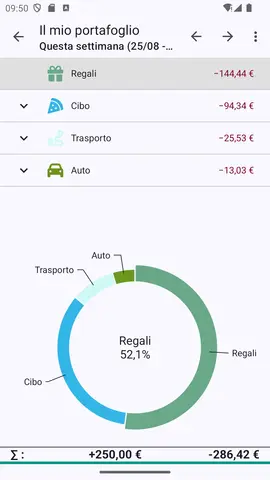 09:50
Il mio portafoglio
Questa settimana (25/08 -...
Regali −144,44 €
Cibo −94,34 €
Trasporto −25,53 €
Auto −13,03 €
Auto
Trasporto
Regali
52,1%
Regali
Cibo
∑ : +250,00 € -286,42 €